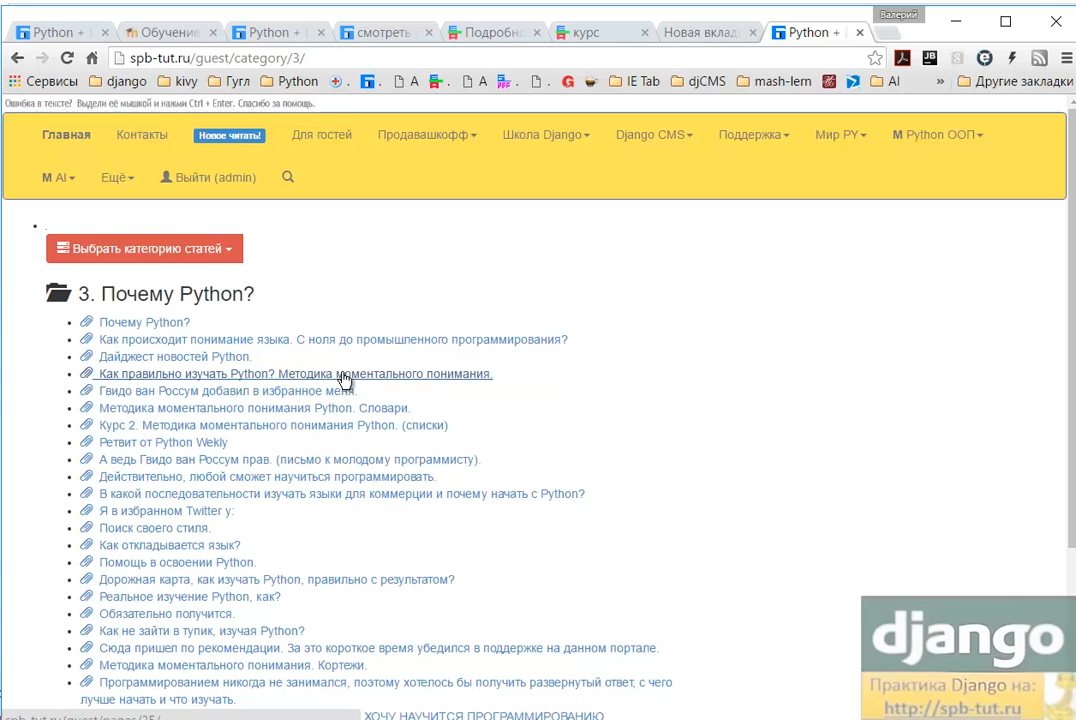 Валерий
Python + Обучение Python + смотреть Подробно курс Новая вклад Python +
spb-tut.ru/guest/category/3/
Сервисы django kivy Гугл Python А А IE Tab djCMS mash-lern AI » Другие закладки
Ошибка в тексте? Выдели её мышкой и нажми Ctrl + Enter. Спасибо за помощь.
Главная Контакты Новое читать! Для гостей Продавашкофф Школа Django Django CMS Поддержка Мир PY М Python ООП
М AI Ещё Выйти (admin)
Выбрать категорию статей
3. Почему Python?
Почему Python?
Как происходит понимание языка. С ноля до промышленного программирования?
Дайджест новостей Python.
Как правильно изучать Python? Методика моментального понимания.
Гвидо ван Россум добавил в избранное меня.
Методика моментального понимания Python. Словари.
Курс 2. Методика моментального понимания Python. (списки)
Ретвит от Python Wekly
А ведь Гвидо ван Россум прав. (письмо к молодому программисту).
Действительно, любой сможет научиться программировать.
В какой последовательности изучать языки для коммерции и почему начать с Python?
Я в избранном Twitter у:
Поиск своего стиля.
Как откладывается язык?
Помощь в освоении Python.
Дорожная карта, как изучать Python, правильно с результатом?
Реальное изучение Python, как?
Обязательно получится.
Как не зайти в тупик, изучая Python?
Сюда пришел по рекомендации. За это короткое время убедился в поддержке на данном портале.
Методика моментального понимания. Кортежи.
Программированием никогда не занимался, поэтому хотелось бы получить развернутый ответ, с чего
лучше начать и что изучать.
ХОЧУ НАУЧИТСЯ ПРОГРАММИРОВАНИЮ
spb-tut.ru/guest/pages/25/
django
Практика Django на:
http://spb-tut.ru